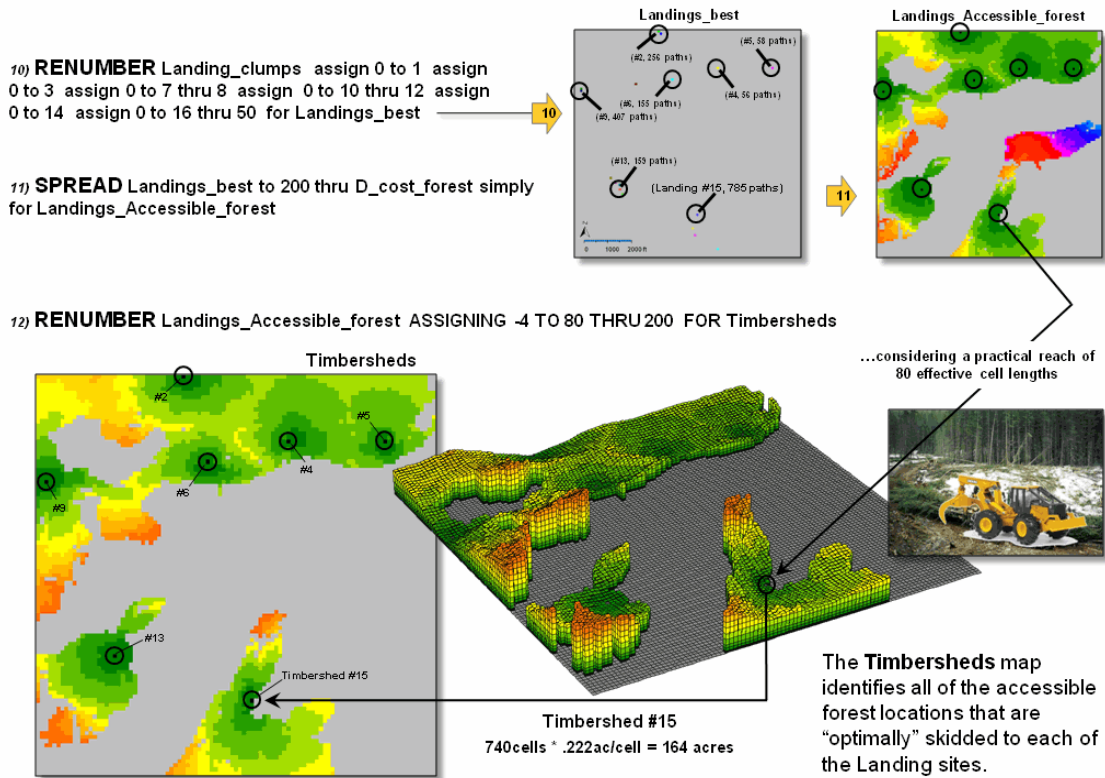 10) RENUMBER Landing_clumps assign 0 to 1 assign
0 to 3 assign 0 to 7 thru 8 assign 0 to 10 thru 12 assign
0 to 14 assign 0 to 16 thru 50 for Landings_best
10
11) SPREAD Landings_best to 200 thru D_cost_forest simply
for Landings_Accessible_forest
Landings_best
(#2, 256 paths)
(#5, 58 paths)
(#6, 155 paths)
(#4, 56 paths)
(#9, 407 paths)
(#13, 159 paths)
(Landing #15, 785 paths)
0 1000 2000 ft
11
Landings_Accessible_forest
12) RENUMBER Landings_Accessible_forest ASSIGNING -4 TO 80 THRU 200 FOR Timbersheds
…considering a practical reach of
80 effective cell lengths
Timbersheds
#2
#5
#4
#6
#9
#13
Timbershed #15
Timbershed #15
740cells * .222ac/cell = 164 acres
The Timbersheds map
identifies all of the accessible
forest locations that are
“optimally” skidded to each of
the Landing sites.